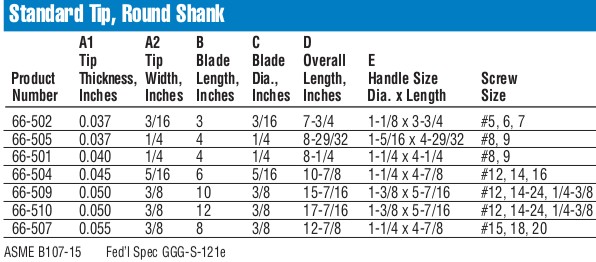 Standard Tip, Round Shank
A1 A2 B C D
Tip Tip Blade Blade Overall E
Product Thickness, Width, Length, Dia., Length, Handle Size Screw
Number Inches Inches Inches Inches Inches Dia. x Length Size
66-502 0.037 3/16 3 3/16 7-3/4 1-1/8 x 3-3/4 #5, 6, 7
66-505 0.037 1/4 4 1/4 8-29/32 1-5/16 x 4-29/32 #8, 9
66-501 0.040 1/4 4 1/4 8-1/4 1-1/4 x 4-1/4 #8, 9
66-504 0.045 5/16 6 5/16 10-7/8 1-1/4 x 4-7/8 #12, 14, 16
66-509 0.050 3/8 10 3/8 15-7/16 1-3/8 x 5-7/16 #12, 14-24, 1/4-3/8
66-510 0.050 3/8 12 3/8 17-7/16 1-3/8 x 5-7/16 #12, 14-24, 1/4-3/8
66-507 0.055 3/8 8 3/8 12-7/8 1-1/4 x 4-7/8 #15, 18, 20
ASME B107-15 Fed'l Spec GGG-S-121e